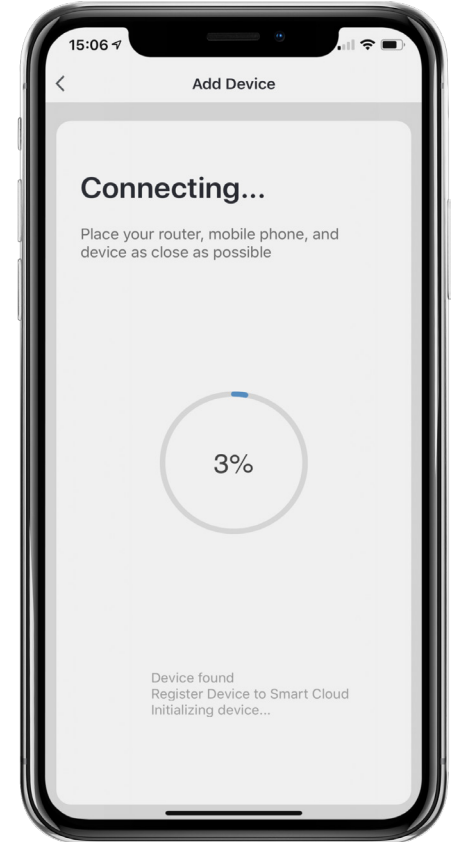 15:06
Add Device
Connecting...
Place your router, mobile phone, and
device as close as possible
3%
Device found
Register Device to Smart Cloud
Initializing device...